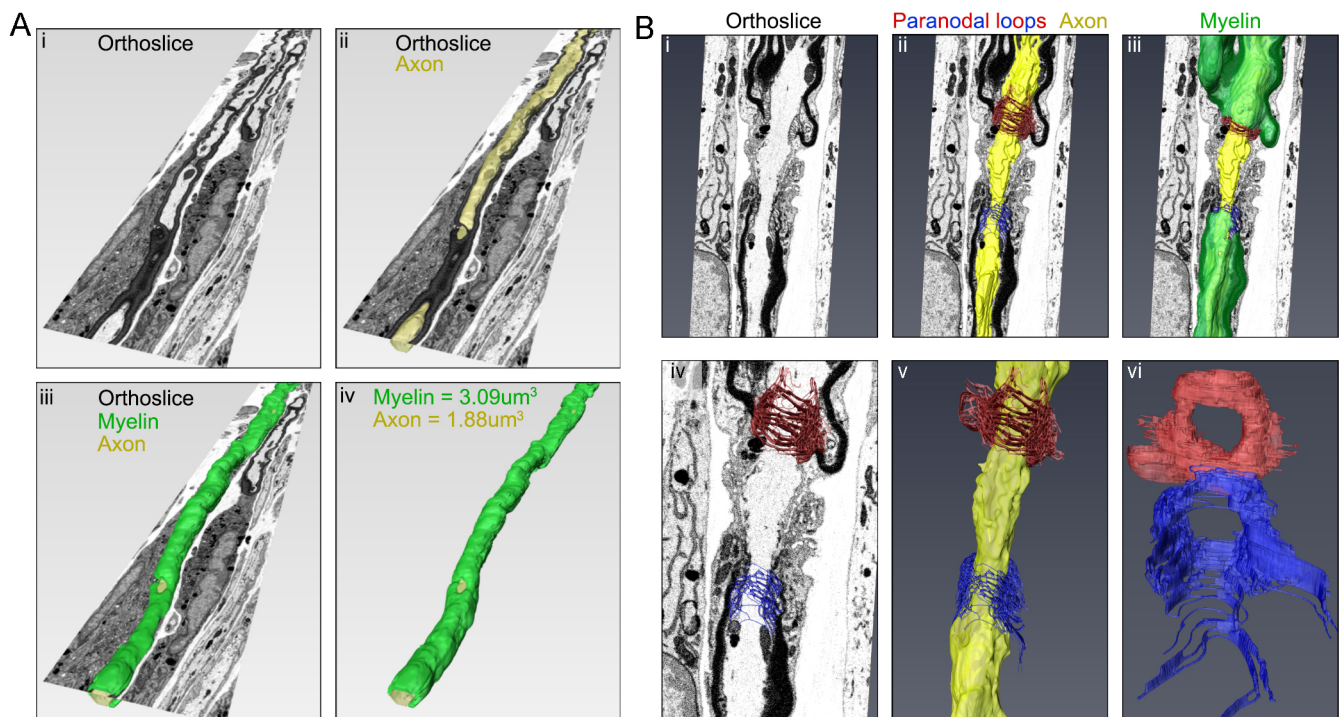 A
i
Orthoslice
ii
Orthoslice
Axon
iii
Orthoslice
Myelin
Axon
iv
Myelin = 3.09um³
Axon = 1.88um³
B
Orthoslice
Paranodal loops Axon
Myelin
i
ii
iii
iv
v
vi